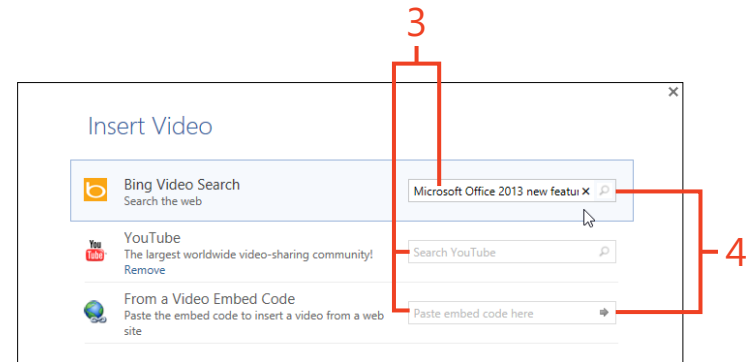 3
Insert Video
Bing Video Search
Search the web
Microsoft Office 2013 new featu
You
Tube
YouTube
The largest worldwide video-sharing community!
Remove
Search YouTube
4
From a Video Embed Code
Paste the embed code to insert a video from a web
site
Paste embed code here